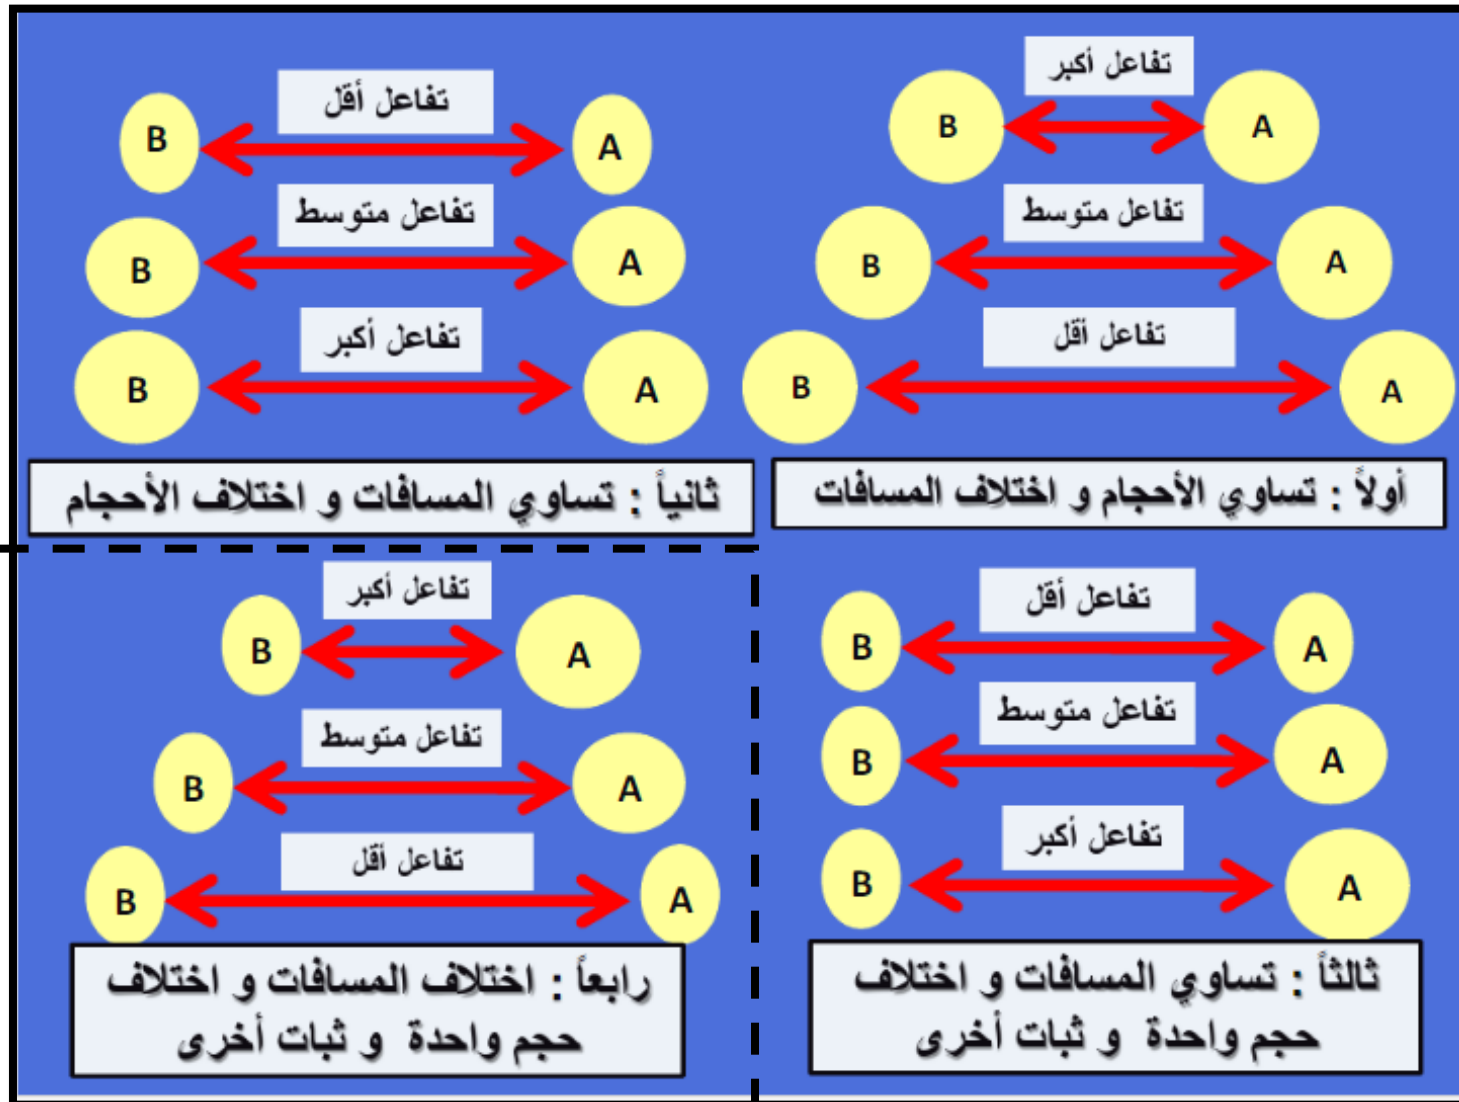 تفاعل أكبر
A
B
تفاعل متوسط
A
B
تفاعل أقل
A
B
أولاً : تساوي الأحجام و اختلاف المسافات
تفاعل أقل
A
B
تفاعل متوسط
A
B
تفاعل أكبر
A
B
ثانياً : تساوي المسافات و اختلاف الأحجام
تفاعل أقل
A
B
تفاعل متوسط
A
B
تفاعل أكبر
A
B
ثالثاً : تساوي المسافات و اختلاف
حجم واحدة و ثبات أخرى
تفاعل أكبر
A
B
تفاعل متوسط
A
B
تفاعل أقل
A
B
رابعاً : اختلاف المسافات و اختلاف
حجم واحدة و ثبات أخرى